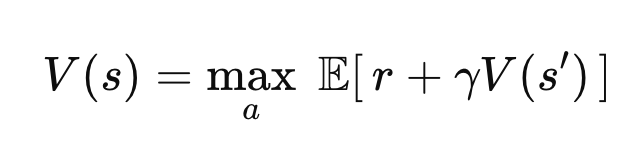 V(s) = max_a 𝔼[ r + γV(s′) ]